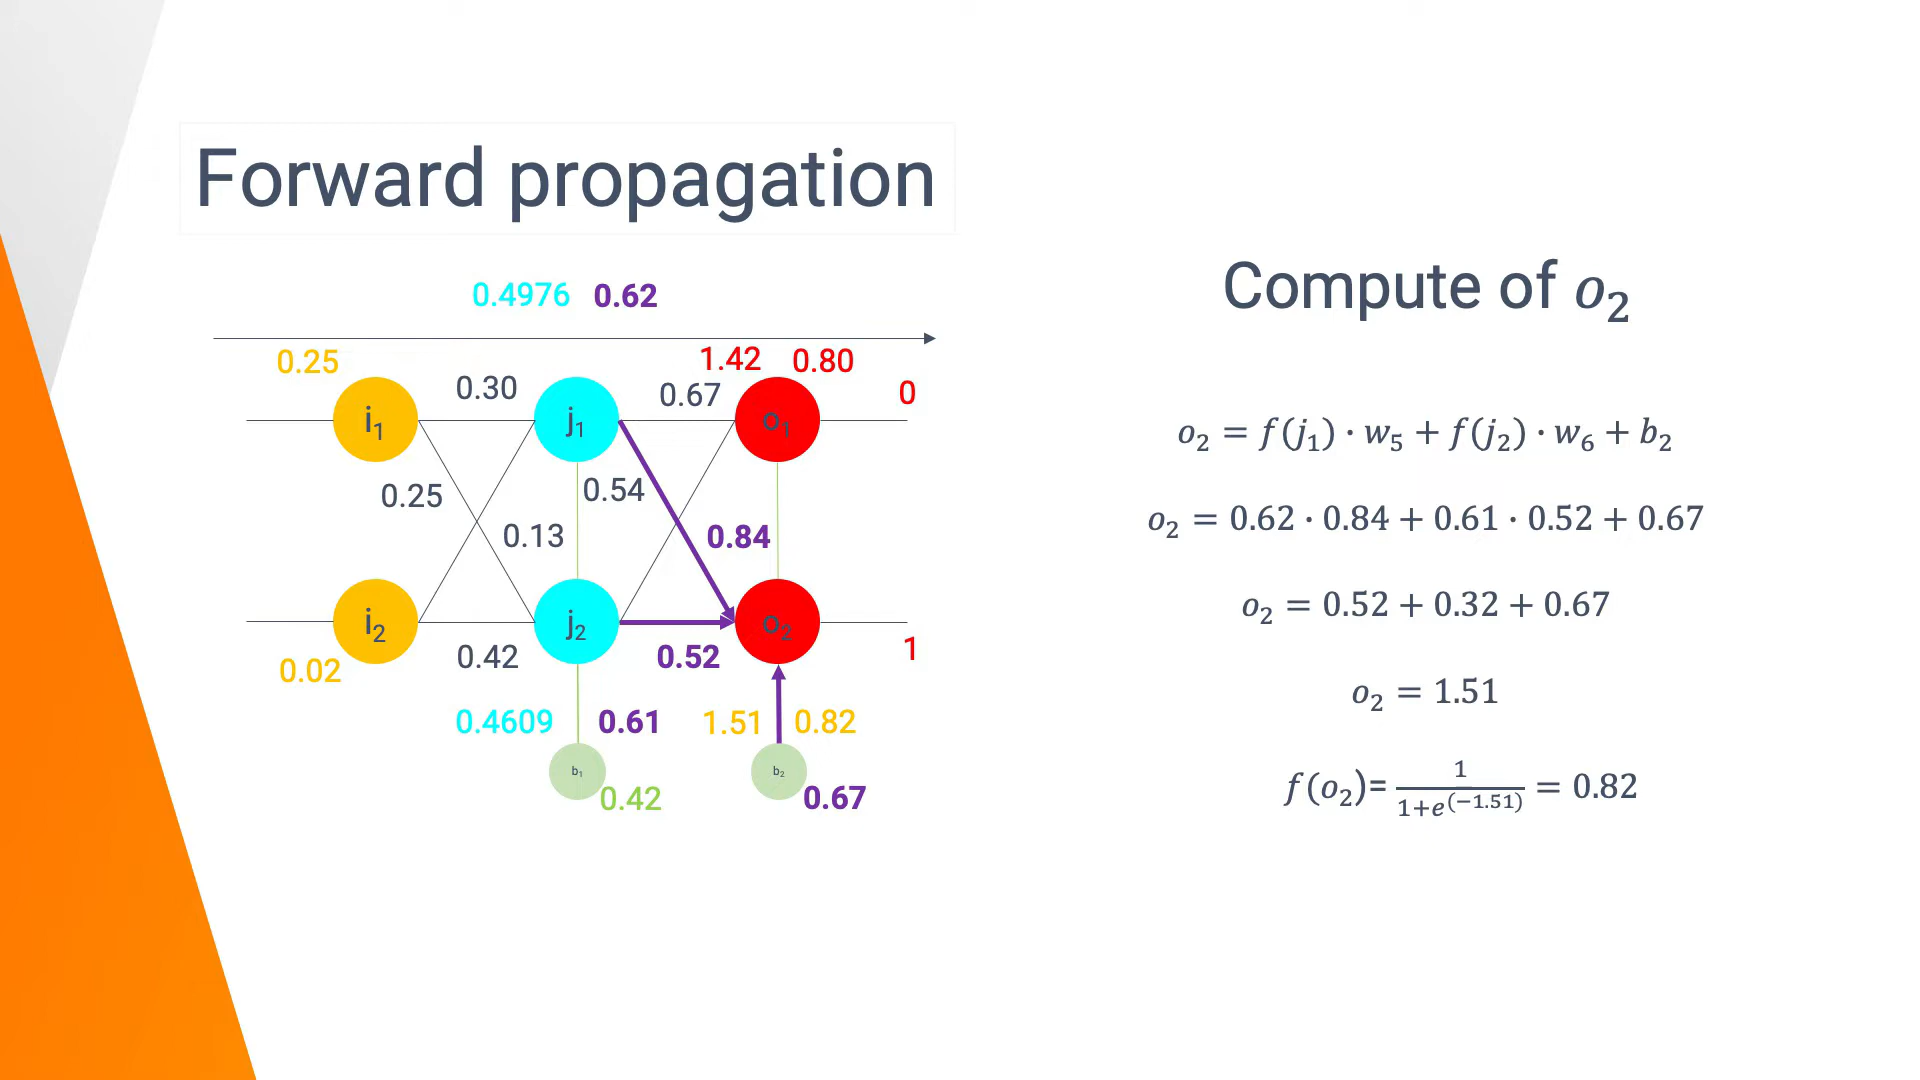 Forward propagation
0.4976 0.62
0.25
1.42 0.80
0.30
0.67
0
i₁
j₁
o₁
0.25
0.54
0.13
0.84
i₂
j₂
o₂
0.02
0.42
0.52
1
0.4609 0.61 1.51 0.82
b₁
b₂
0.42
0.67
Compute of o₂
o₂ = f(j₁) · w₅ + f(j₂) · w₆ + b₂
o₂ = 0.62 · 0.84 + 0.61 · 0.52 + 0.67
o₂ = 0.52 + 0.32 + 0.67
o₂ = 1.51
f(o₂)= 1/(1+e^(−1.51)) = 0.82